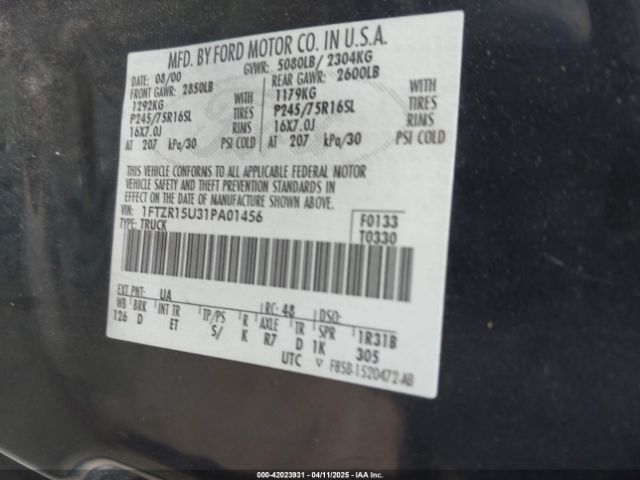 MFD. BY FORD MOTOR CO. IN U.S.A.
DATE: 08/00 GVWR: 5080LB/ 2304KG
FRONT GAWR: 2850LB REAR GAWR: 2600LB
1292KG WITH 1179KG WITH
P245/75R16SL TIRES P245/75R16SL TIRES
16X7.0J RIMS 16X7.0J RIMS
AT 207 kPa/30 PSI COLD AT 207 kPa/30 PSI COLD
THIS VEHICLE CONFORMS TO ALL APPLICABLE FEDERAL MOTOR
VEHICLE SAFETY AND THEFT PREVENTION STANDARDS IN
EFFECT ON THE DATE OF MANUFACTURE SHOWN ABOVE
VIN: 1FTZR15U31PA01456 F0133
TYPE: TRUCK T0330
EXT PNT: UA RC: 48 DSO:
WB BRK INT TR TP/PS R AXLE TR SPR 1R31B
126 D ET S/ K R7 D 1K 305
UTC ▽ F85B-1520472-AB
000-42023931 - 04/11/2025 - IAAI Copart